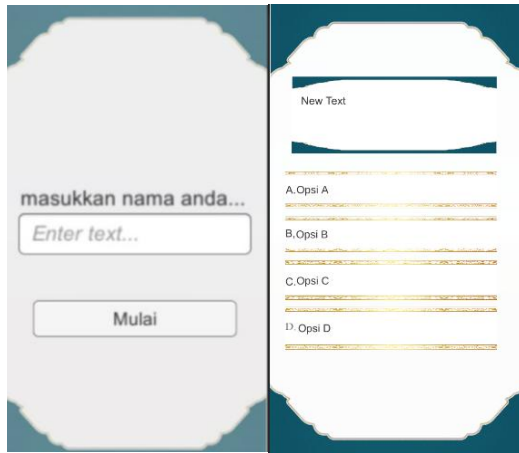 masukkan nama anda...
Enter text...
Mulai
New Text
A.Opsi A
B.Opsi B
C.Opsi C
D. Opsi D